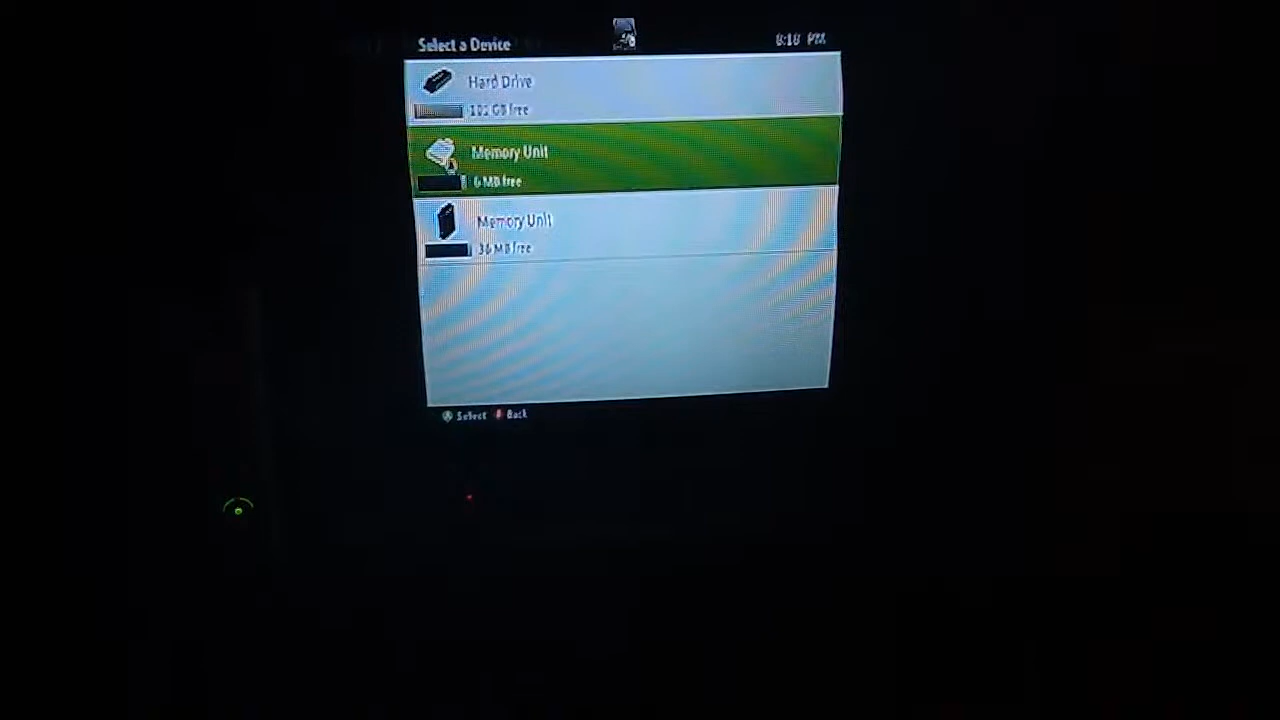 Select a Device
8:18 PM
Hard Drive
101 GB free
Memory Unit
6 MB free
Memory Unit
36 MB free
A Select B Back